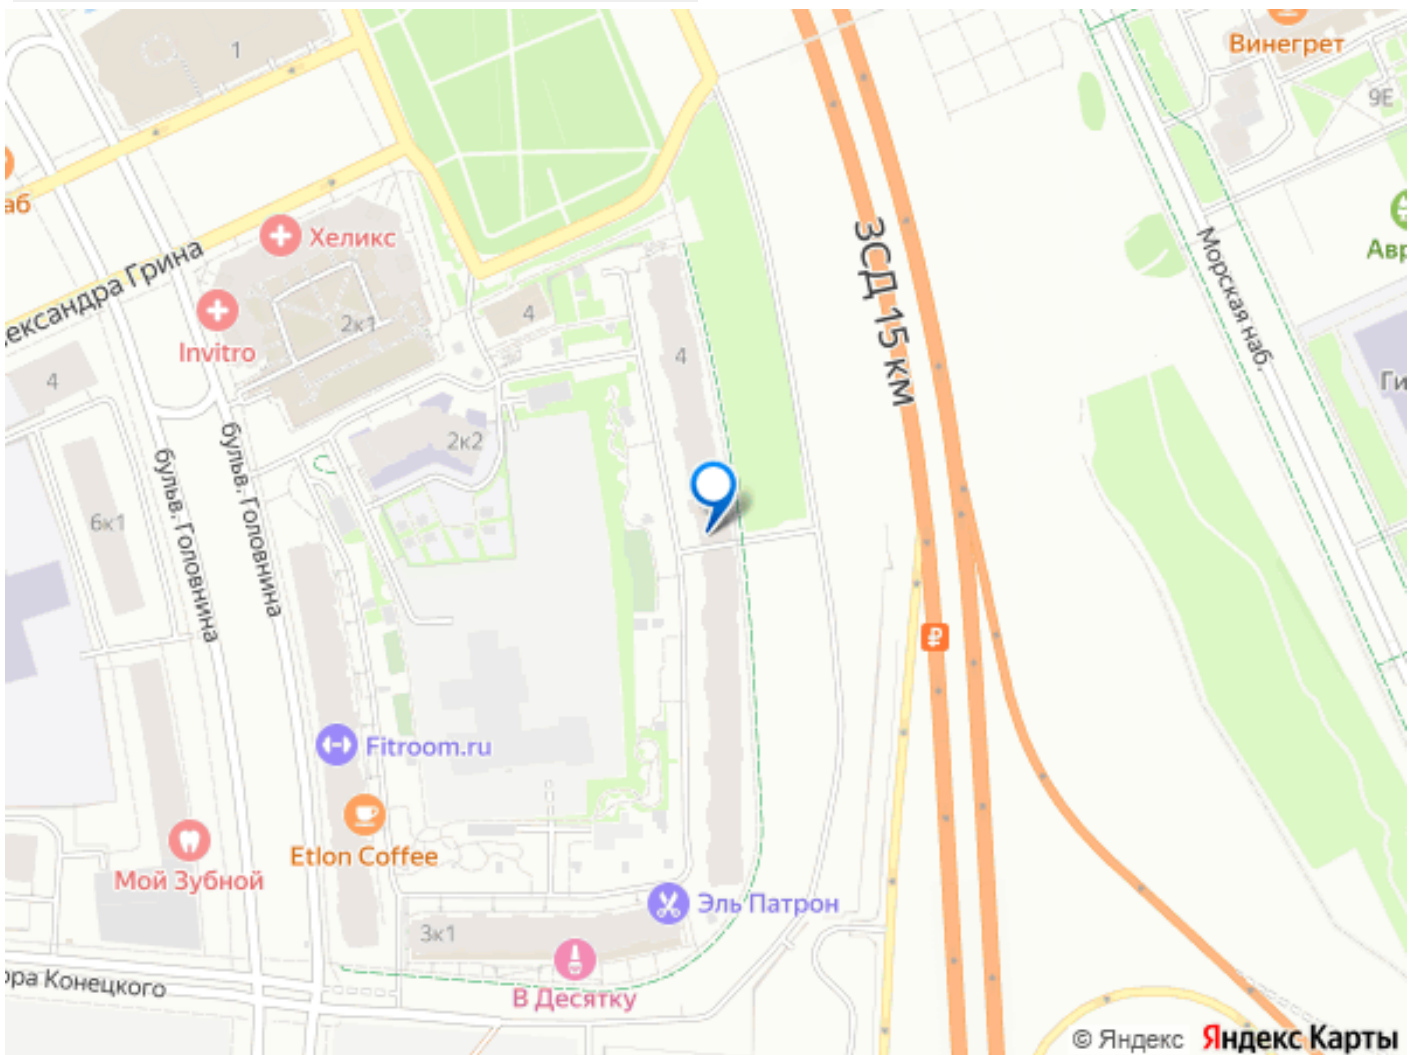 1
Винегрет
9Е
аб
Хеликс
ександра Грина
Invitro
2к1
4
4
4
ЗСД 15 км
Морская наб.
Авр
Ги
2к2
бульв. Головнина
бульв. Головнина
6к1
₽
Fitroom.ru
Etlon Coffee
Мой Зубной
Эль Патрон
3к1
В Десятку
ора Конецкого
© Яндекс Яндекс Карты